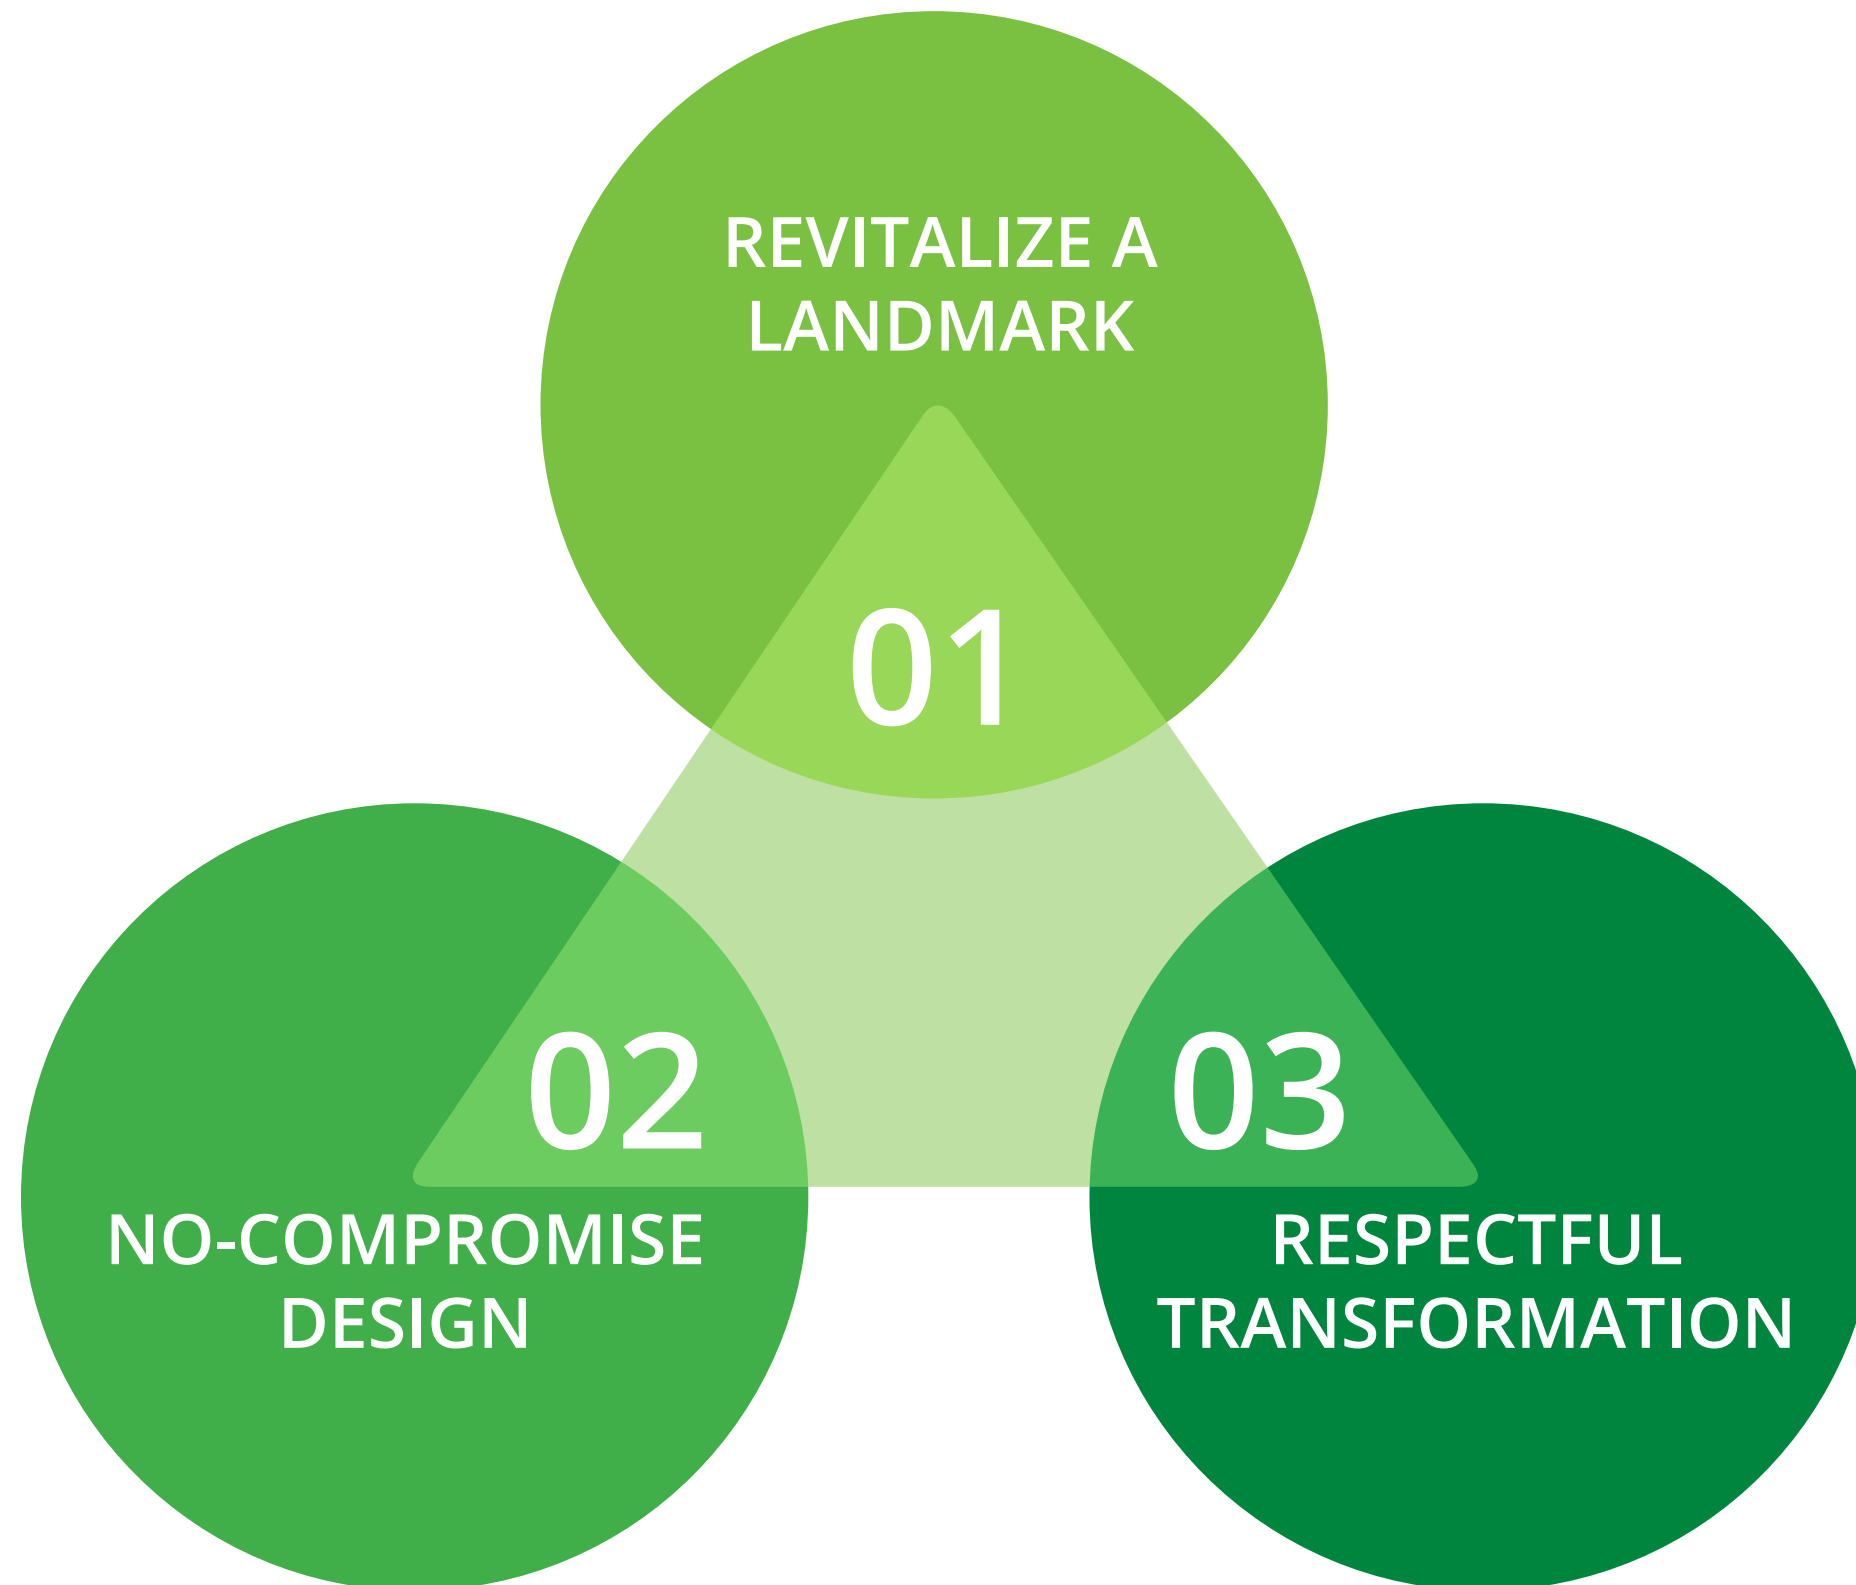 REVITALIZE A
LANDMARK
01
02
NO-COMPROMISE
DESIGN
03
RESPECTFUL
TRANSFORMATION